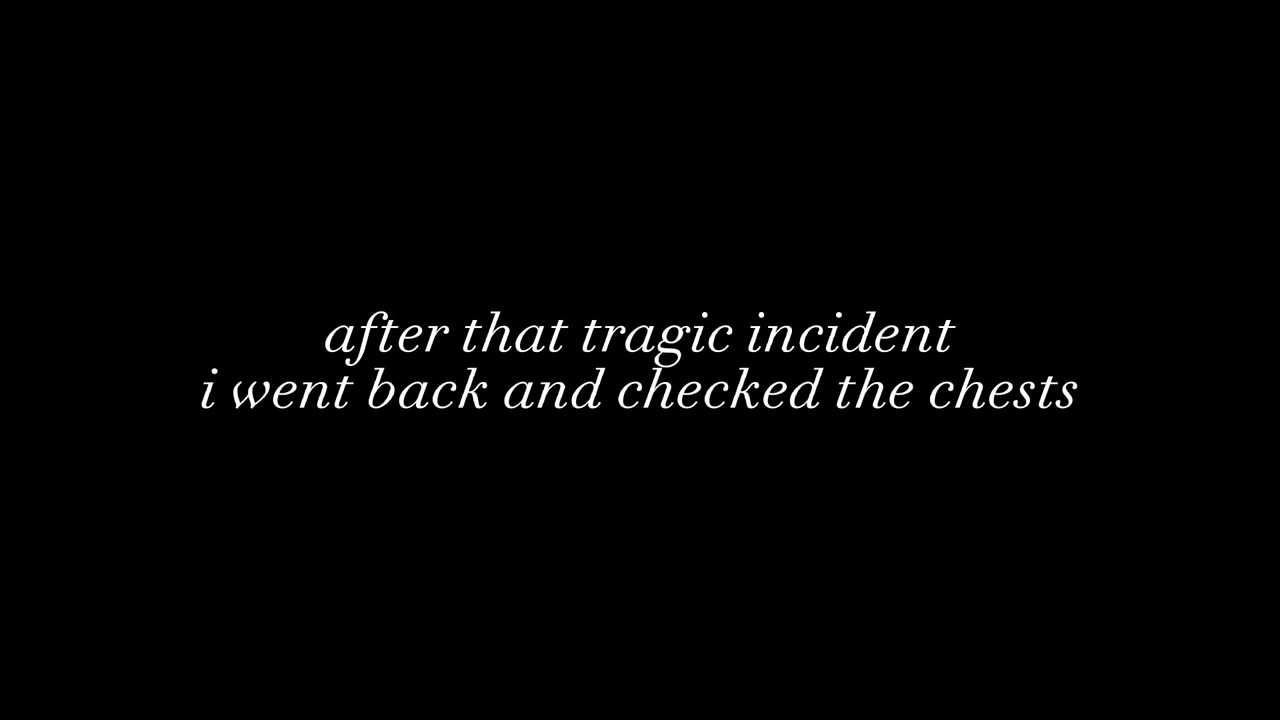 after that tragic incident
i went back and checked the chests